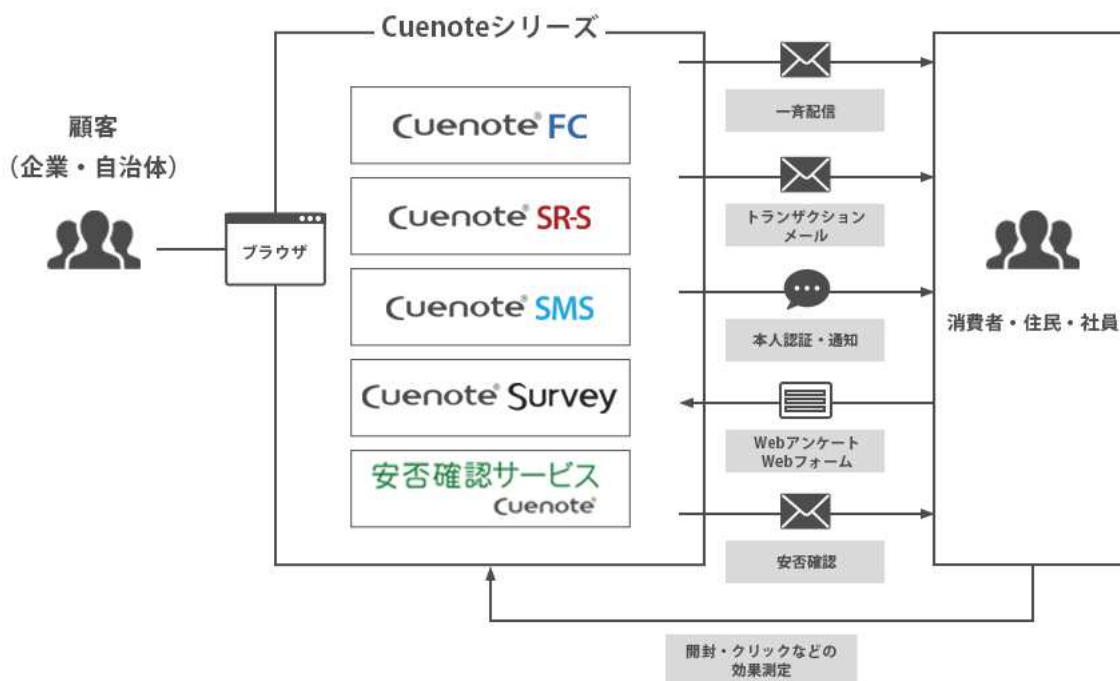 Cuenoteシリーズ
顧客
（企業・自治体）
ブラウザ
Cuenote® FC
Cuenote® SR-S
Cuenote® SMS
Cuenote® Survey
安否確認サービス
Cuenote®
一斉配信
トランザクション
メール
本人認証・通知
Webアンケート
Webフォーム
安否確認
消費者・住民・社員
開封・クリックなどの
効果測定